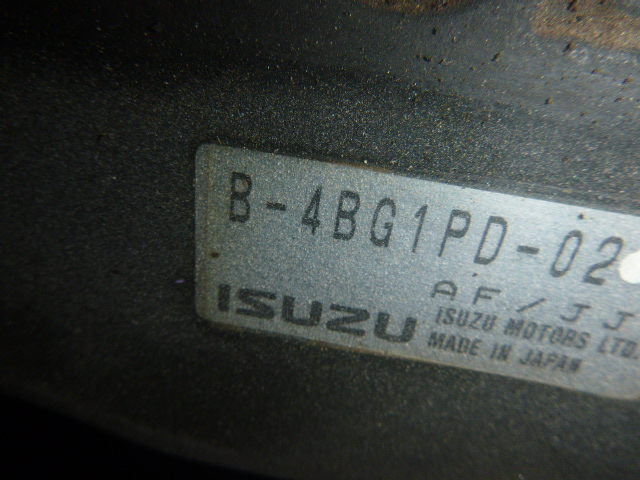 B-4BG1PD-02
AF/JJ
ISUZU
ISUZU MOTORS LTD.
MADE IN JAPAN